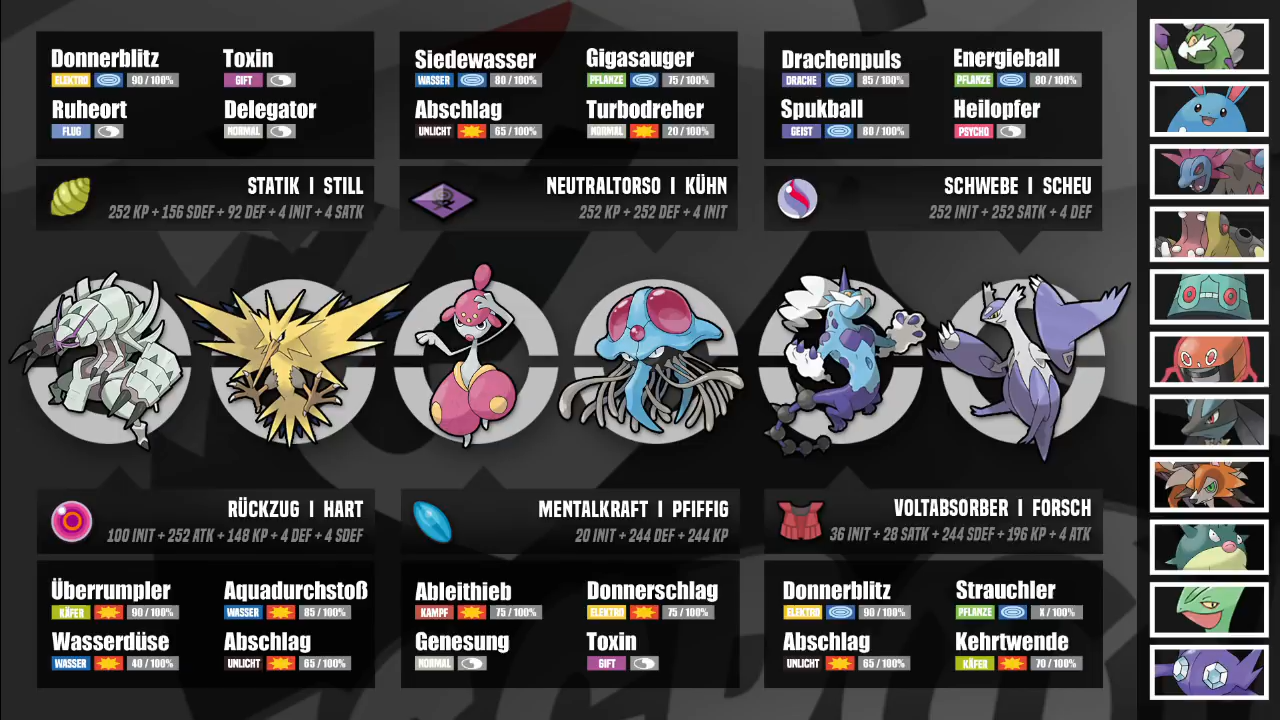 Donnerblitz Toxin
ELEKTRO 90 / 100% GIFT
Ruheort Delegator
FLUG NORMAL
STATIK | STILL
252 KP + 156 SDEF + 92 DEF + 4 INIT + 4 SATK
Siedewasser Gigasauger
WASSER 80 / 100% PFLANZE 75 / 100%
Abschlag Turbodreher
UNLICHT 65 / 100% NORMAL 20 / 100%
NEUTRALTORSO | KÜHN
252 KP + 252 DEF + 4 INIT
Drachenpuls Energieball
DRACHE 85 / 100% PFLANZE 80 / 100%
Spukball Heilopfer
GEIST 80 / 100% PSYCHO
SCHWEBE | SCHEU
252 INIT + 252 SATK + 4 DEF
RÜCKZUG | HART
100 INIT + 252 ATK + 148 KP + 4 DEF + 4 SDEF
Überrumpler Aquadurchstoß
KÄFER 90 / 100% WASSER 85 / 100%
Wasserdüse Abschlag
WASSER 40 / 100% UNLICHT 65 / 100%
MENTALKRAFT | PFIFFIG
20 INIT + 244 DEF + 244 KP
Ableithieb Donnerschlag
KAMPF 75 / 100% ELEKTRO 75 / 100%
Genesung Toxin
NORMAL GIFT
VOLTABSORBER | FORSCH
36 INIT + 28 SATK + 244 SDEF + 196 KP + 4 ATK
Donnerblitz Strauchler
ELEKTRO 90 / 100% PFLANZE X / 100%
Abschlag Kehrtwende
UNLICHT 65 / 100% KÄFER 70 / 100%